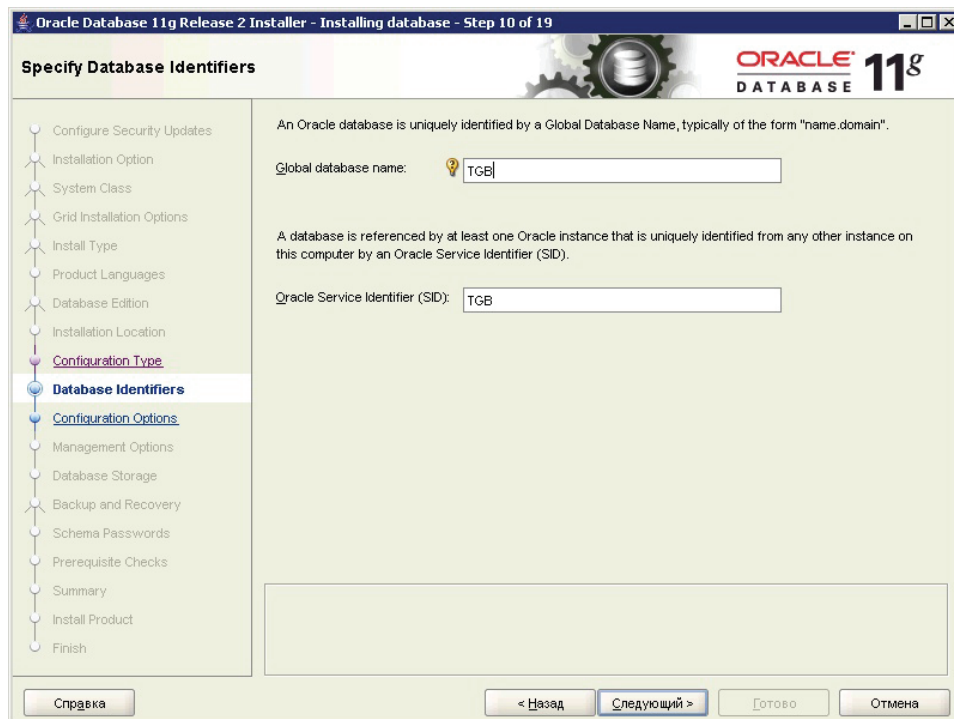 Oracle Database 11g Release 2 Installer - Installing database - Step 10 of 19
Specify Database Identifiers
ORACLE
DATABASE
11g
Configure Security Updates
Installation Option
System Class
Grid Installation Options
Install Type
Product Languages
Database Edition
Installation Location
Configuration Type
Database Identifiers
Configuration Options
Management Options
Database Storage
Backup and Recovery
Schema Passwords
Prerequisite Checks
Summary
Install Product
Finish
An Oracle database is uniquely identified by a Global Database Name, typically of the form "name.domain".
Global database name:
TGB
A database is referenced by at least one Oracle instance that is uniquely identified from any other instance on
this computer by an Oracle Service Identifier (SID).
Oracle Service Identifier (SID):
TGB
Справка
< Назад
Следующий >
Готово
Отмена